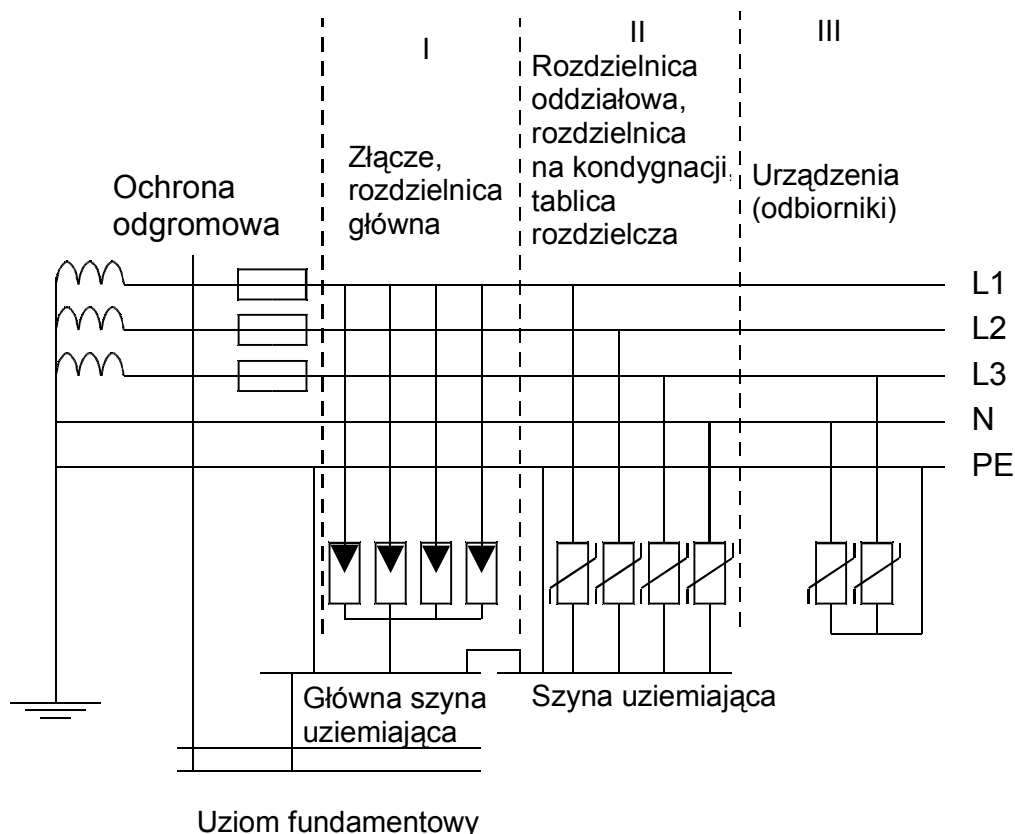 I
II
III
Rozdzielnica
oddziałowa,
rozdzielnica
na kondygnacji,
tablica
rozdzielcza
Złącze,
rozdzielnica
główna
Urządzenia
(odbiorniki)
Ochrona
odgromowa
L1
L2
L3
N
PE
Główna szyna
uziemiająca
Szyna uziemiająca
Uziom fundamentowy